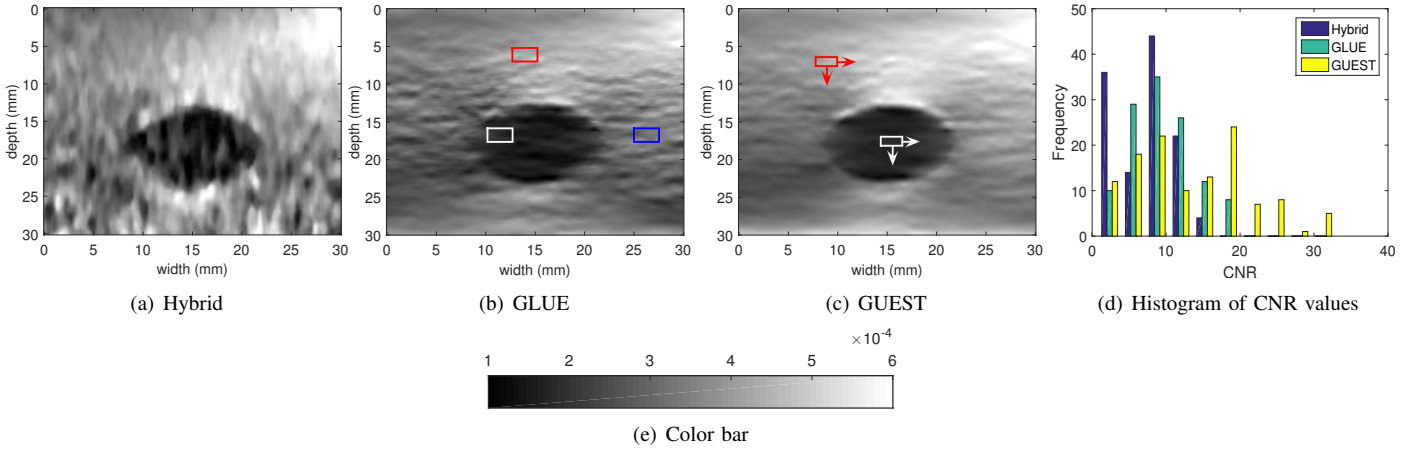 0
5
10
15
20
25
30
depth (mm)
0 5 10 15 20 25 30
width (mm)
(a) Hybrid
0
5
10
15
20
25
30
depth (mm)
0 5 10 15 20 25 30
width (mm)
(b) GLUE
0
5
10
15
20
25
30
depth (mm)
0 5 10 15 20 25 30
width (mm)
(c) GUEST
50
40
30
20
10
0
Frequency
Hybrid
GLUE
GUEST
0 10 20 30 40
CNR
(d) Histogram of CNR values
×10^-4
1 2 3 4 5 6
(e) Color bar